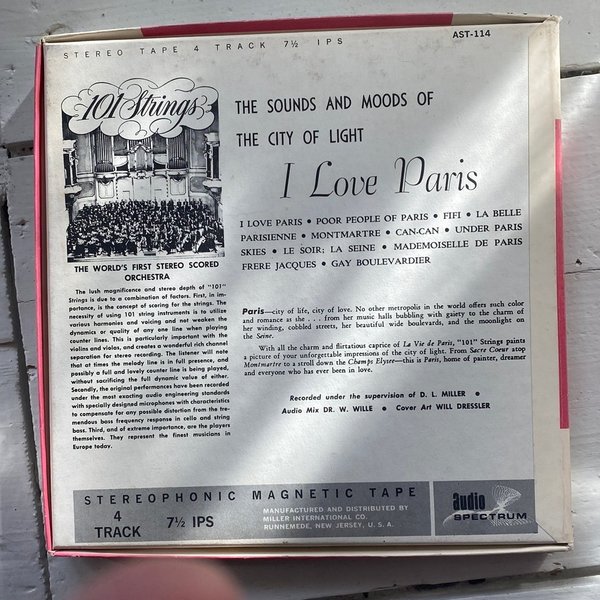 STEREO TAPE 4 TRACK 7½ IPS
AST-114
101 Strings
THE SOUNDS AND MOODS OF
THE CITY OF LIGHT
I Love Paris
I LOVE PARIS • POOR PEOPLE OF PARIS • FIFI • LA BELLE
PARISIENNE • MONTMARTRE • CAN-CAN • UNDER PARIS
SKIES • LE SOIR; LA SEINE • MADEMOISELLE DE PARIS
FRERE JACQUES • GAY BOULEVARDIER
THE WORLD'S FIRST STEREO SCORED
ORCHESTRA
The lush magnificence and stereo depth of "101"
Strings is due to a combination of factors. First, in im-
portance, is the concept of scoring for the strings. The
necessity of using 101 string instruments is to utilize
various harmonies and voicing and not weaken the
dynamics or quality of any one line when playing
counter lines. This is particularly important with the
violins and violas, and creates a wonderful rich channel
separation for stereo recording. The listener will note
that at times the melody line is in full presence, and
possibly a full and lovely counter line is being played,
without sacrificing the full dynamic value of either.
Secondly, the original performances have been recorded
under the most exacting audio engineering standards
with specially designed microphones with characteristics
to compensate for any possible distortion from the tre-
mendous bass frequency response in cello and string
bass. Third, and of extreme importance, are the players
themselves. They represent the finest musicians in
Europe today.
Paris—city of life, city of love. No other metropolis in the world offers such color
and romance as the . . . . from her music halls bubbling with gaiety to the charm of
her winding, cobbled streets, her beautiful wide boulevards, and the moonlight on
the Seine.
With all the charm and flirtatious caprice of La Vie de Paris, "101" Strings paints
a picture of your unforgettable impressions of the city of light. From Sacre Coeur atop
Montmartre to a stroll down the Champs Elysee—this is Paris, home of painter, dreamer
and everyone who has ever been in love.
Recorded under the supervision of D. L. MILLER •
Audio Mix DR. W. WILLE • Cover Art WILL DRESSLER
STEREOPHONIC MAGNETIC TAPE
4
TRACK
7½ IPS
MANUFACTURED AND DISTRIBUTED BY
MILLER INTERNATIONAL CO.
RUNNEMEDE, NEW JERSEY, U. S. A.
audio
SPECTRUM